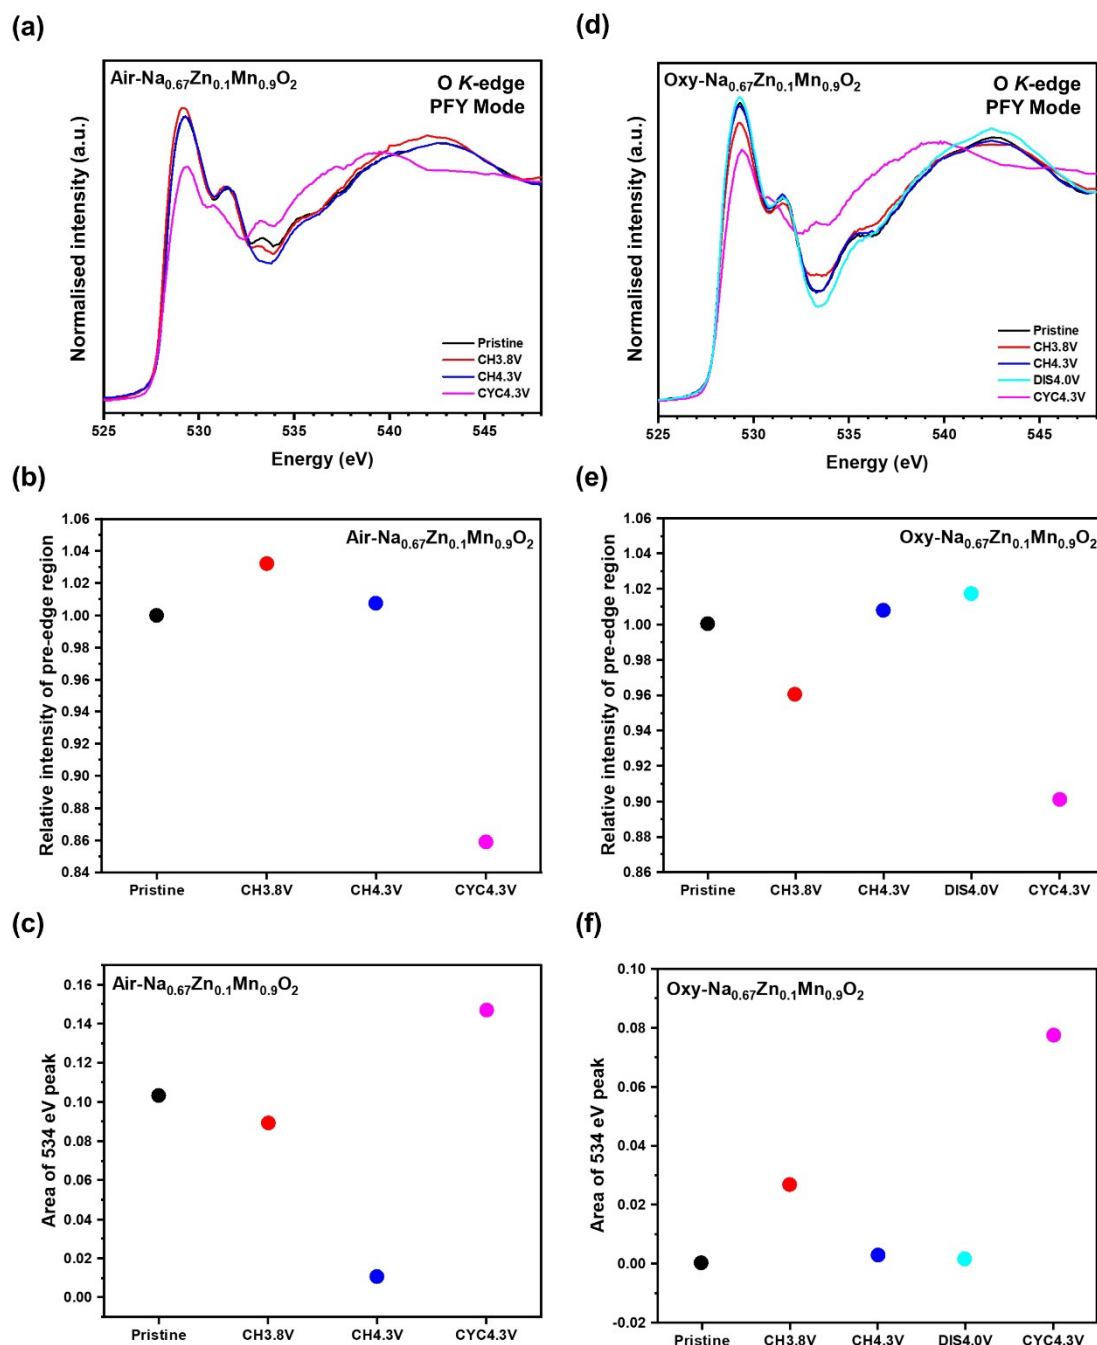 (a)
Air-Na0.67Zn0.1Mn0.9O2
O K-edge
PFY Mode
Normalised intensity (a.u.)
Pristine
CH3.8V
CH4.3V
CYC4.3V
525 530 535 540 545
Energy (eV)
(d)
Oxy-Na0.67Zn0.1Mn0.9O2
O K-edge
PFY Mode
Normalised intensity (a.u.)
Pristine
CH3.8V
CH4.3V
DIS4.0V
CYC4.3V
525 530 535 540 545
Energy (eV)
(b)
Air-Na0.67Zn0.1Mn0.9O2
Relative intensity of pre-edge region
1.06
1.04
1.02
1.00
0.98
0.96
0.94
0.92
0.90
0.88
0.86
0.84
Pristine CH3.8V CH4.3V CYC4.3V
(e)
Oxy-Na0.67Zn0.1Mn0.9O2
Relative intensity of pre-edge region
1.06
1.04
1.02
1.00
0.98
0.96
0.94
0.92
0.90
0.88
0.86
Pristine CH3.8V CH4.3V DIS4.0V CYC4.3V
(c)
Air-Na0.67Zn0.1Mn0.9O2
Area of 534 eV peak
0.16
0.14
0.12
0.10
0.08
0.06
0.04
0.02
0.00
Pristine CH3.8V CH4.3V CYC4.3V
(f)
Oxy-Na0.67Zn0.1Mn0.9O2
Area of 534 eV peak
0.10
0.08
0.06
0.04
0.02
0.00
-0.02
Pristine CH3.8V CH4.3V DIS4.0V CYC4.3V